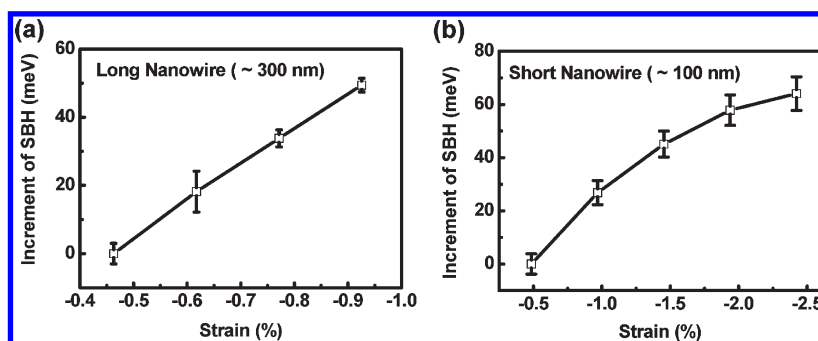 (a)
60
40
20
0
Increment of SBH (meV)
Long Nanowire ( ~ 300 nm)
-0.4 -0.5 -0.6 -0.7 -0.8 -0.9 -1.0
Strain (%)
(b)
80
60
40
20
0
Increment of SBH (meV)
Short Nanowire ( ~ 100 nm)
-0.5 -1.0 -1.5 -2.0 -2.5
Strain (%)